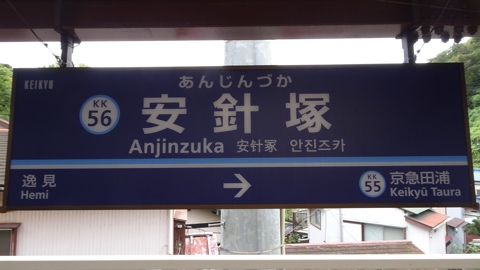 KEIKYU
あんじんづか
KK
56
安針塚
Anjinzuka 安针冢 안진즈카
逸見
Hemi
→
KK
55
京急田浦
Keikyū Taura